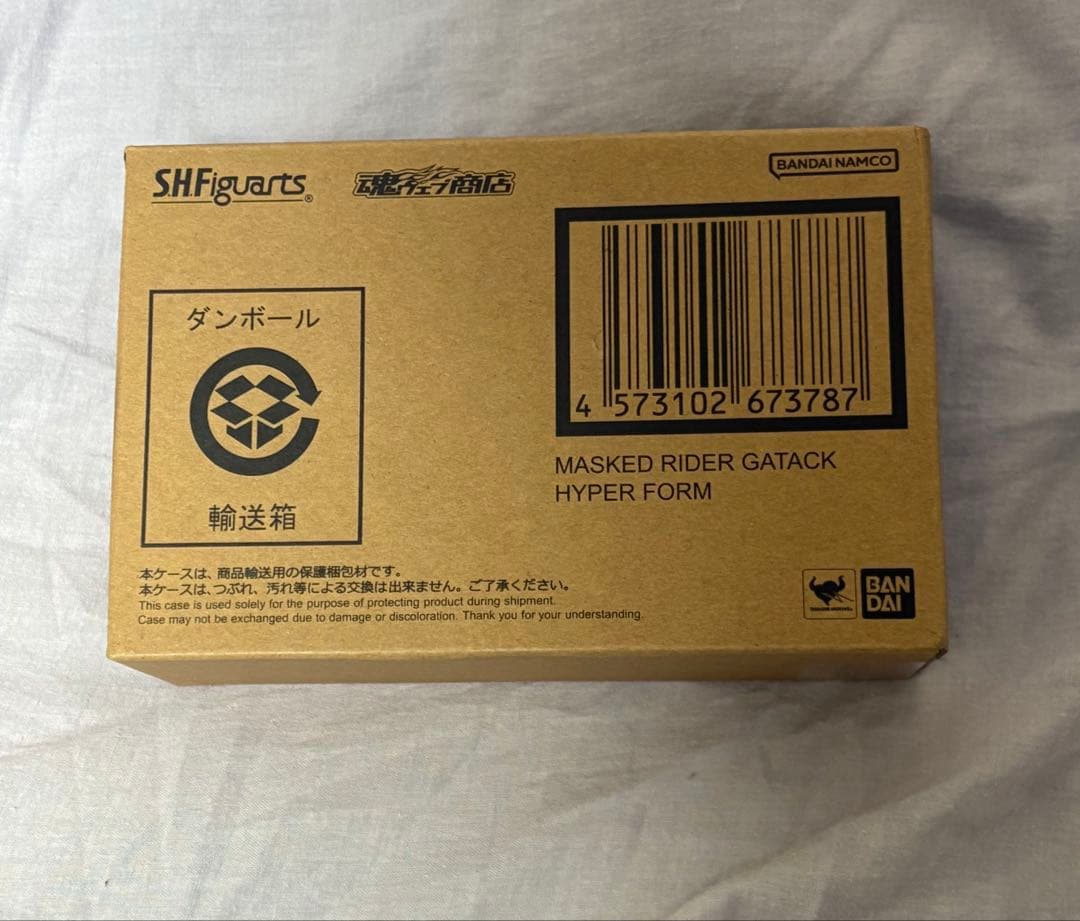 S.H.Figuarts®
魂ウェブ商店
BANDAI NAMCO
ダンボール
輸送箱
4 573102 673787
MASKED RIDER GATACK
HYPER FORM
本ケースは、商品輸送用の保護梱包材です。
本ケースは、つぶれ、汚れ等による交換は出来ません。ご了承ください。
This case is used solely for the purpose of protecting product during shipment.
Case may not be exchanged due to damage or discoloration. Thank you for your understanding.
BAN
DAI